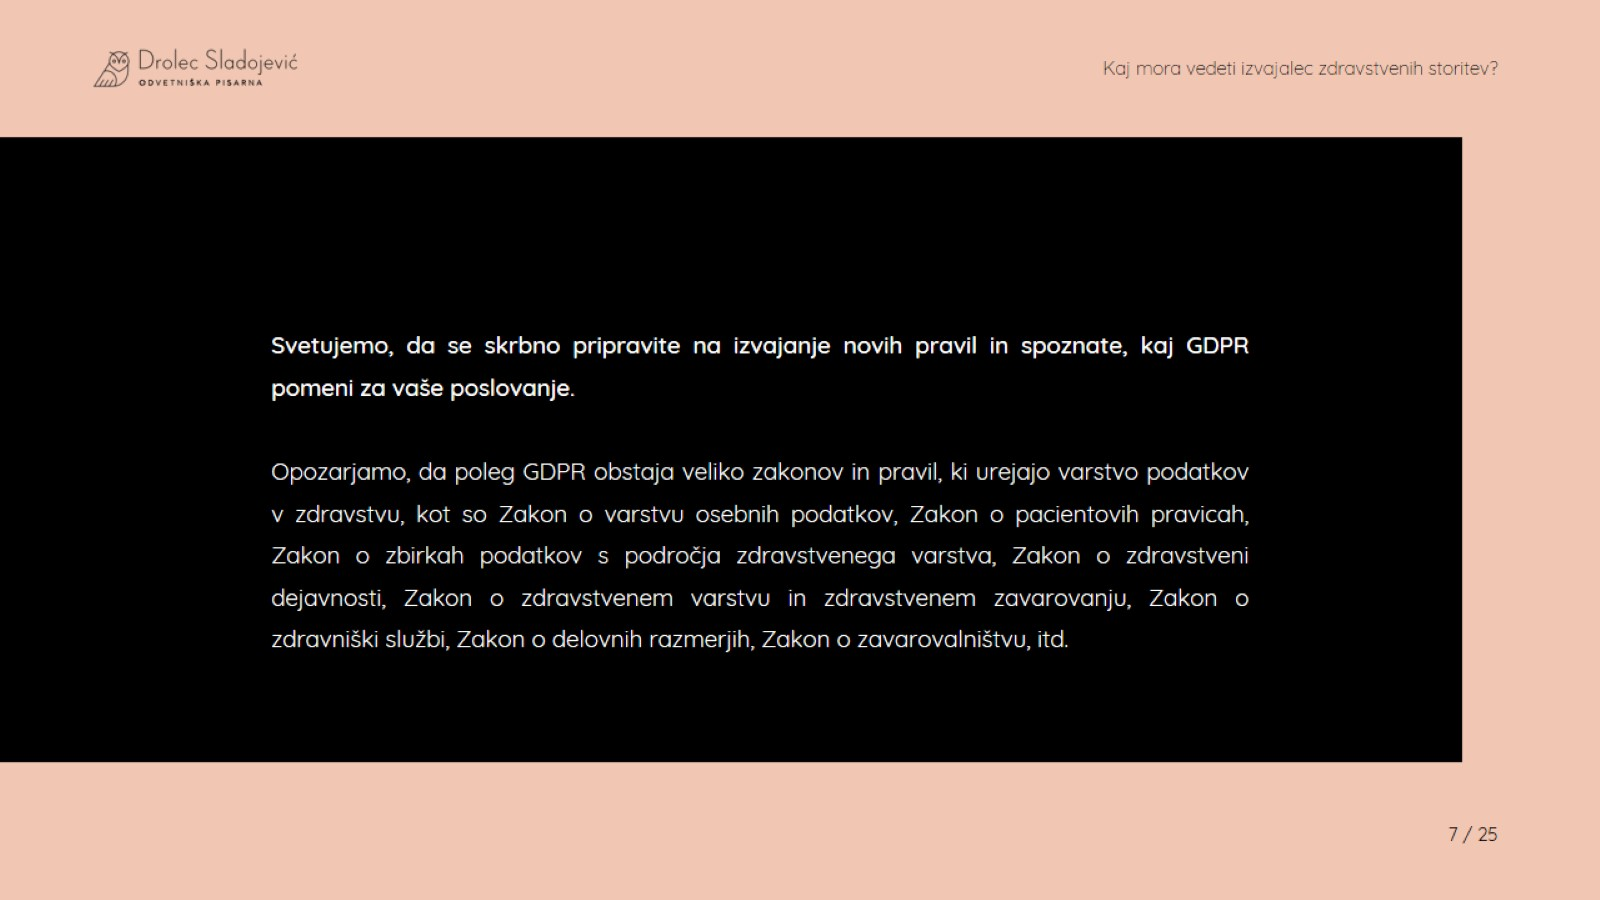 Drolec Sladojević
ODVETNIŠKA PISARNA
Kaj mora vedeti izvajalec zdravstvenih storitev?
Svetujemo, da se skrbno pripravite na izvajanje novih pravil in spoznate, kaj GDPR
pomeni za vaše poslovanje.
Opozarjamo, da poleg GDPR obstaja veliko zakonov in pravil, ki urejajo varstvo podatkov
v zdravstvu, kot so Zakon o varstvu osebnih podatkov, Zakon o pacientovih pravicah,
Zakon o zbirkah podatkov s področja zdravstvenega varstva, Zakon o zdravstveni
dejavnosti, Zakon o zdravstvenem varstvu in zdravstvenem zavarovanju, Zakon o
zdravniški službi, Zakon o delovnih razmerjih, Zakon o zavarovalništvu, itd.
7 / 25